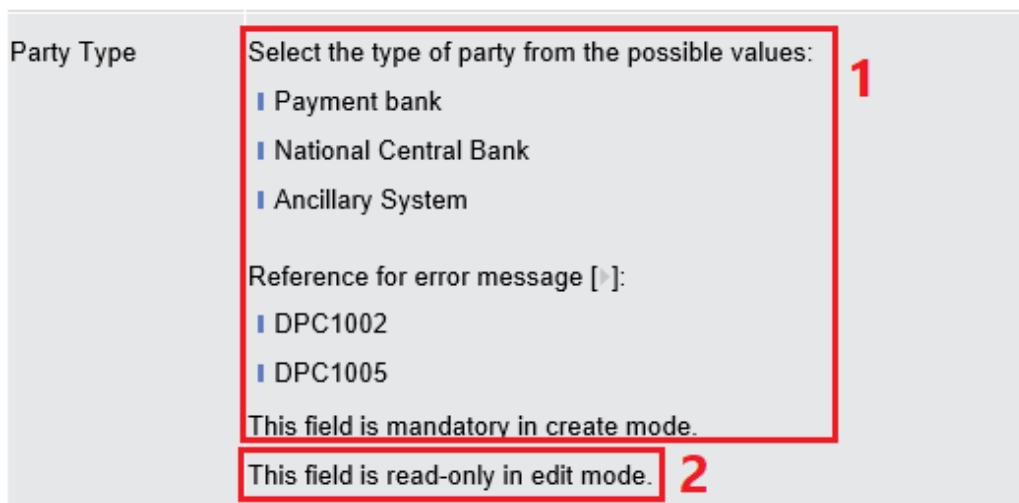 Party Type
Select the type of party from the possible values:
Payment bank
National Central Bank
Ancillary System
Reference for error message [▸]:
DPC1002
DPC1005
This field is mandatory in create mode.
1
This field is read-only in edit mode.
2